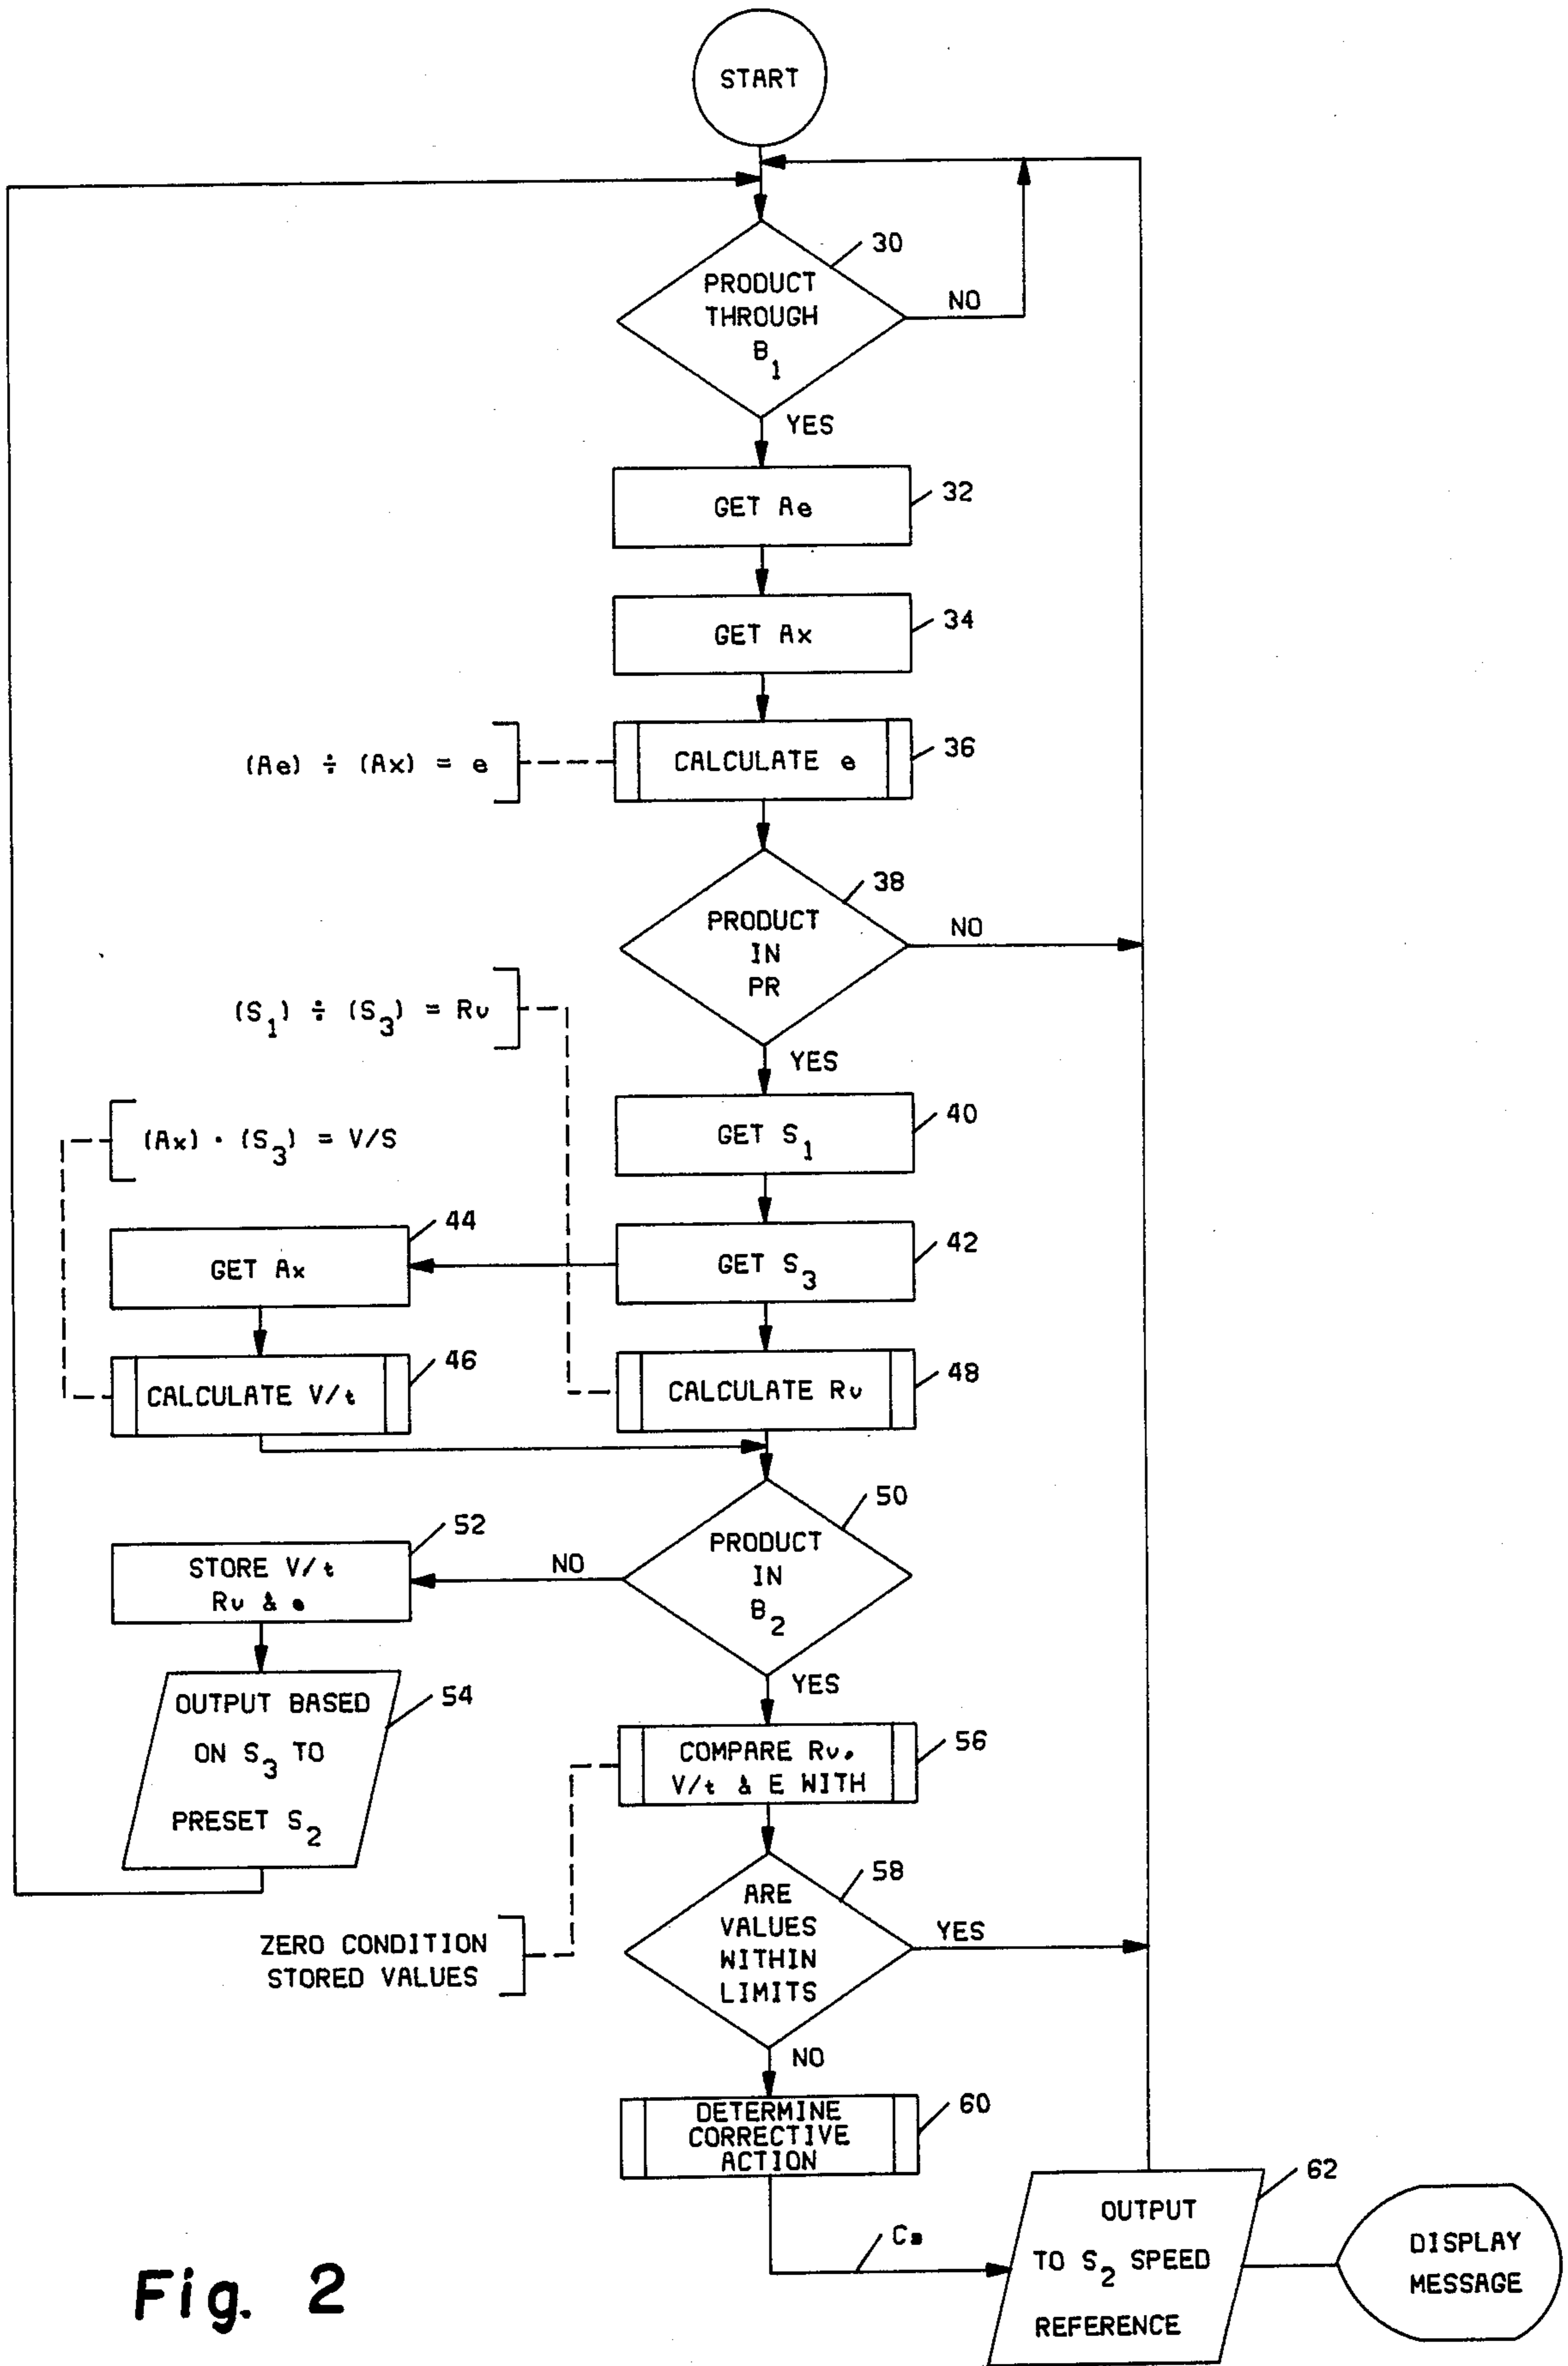 START
30
PRODUCT
THROUGH
B1
NO
YES
GET Ae
32
GET Ax
34
(Ae) ÷ (Ax) = e
CALCULATE e
36
38
PRODUCT
IN
PR
NO
(S1) ÷ (S3) = Rv
YES
GET S1
40
(Ax) · (S3) = V/S
44
GET Ax
GET S3
42
46
CALCULATE V/t
CALCULATE Rv
48
50
PRODUCT
IN
B2
52
NO
STORE V/t
Rv & e
YES
OUTPUT BASED
ON S3 TO
PRESET S2
54
COMPARE Rv,
V/t & E WITH
56
58
ARE
VALUES
WITHIN
LIMITS
YES
ZERO CONDITION
STORED VALUES
NO
DETERMINE
CORRECTIVE
ACTION
60
62
Ca
OUTPUT
TO S2 SPEED
REFERENCE
DISPLAY
MESSAGE
Fig. 2